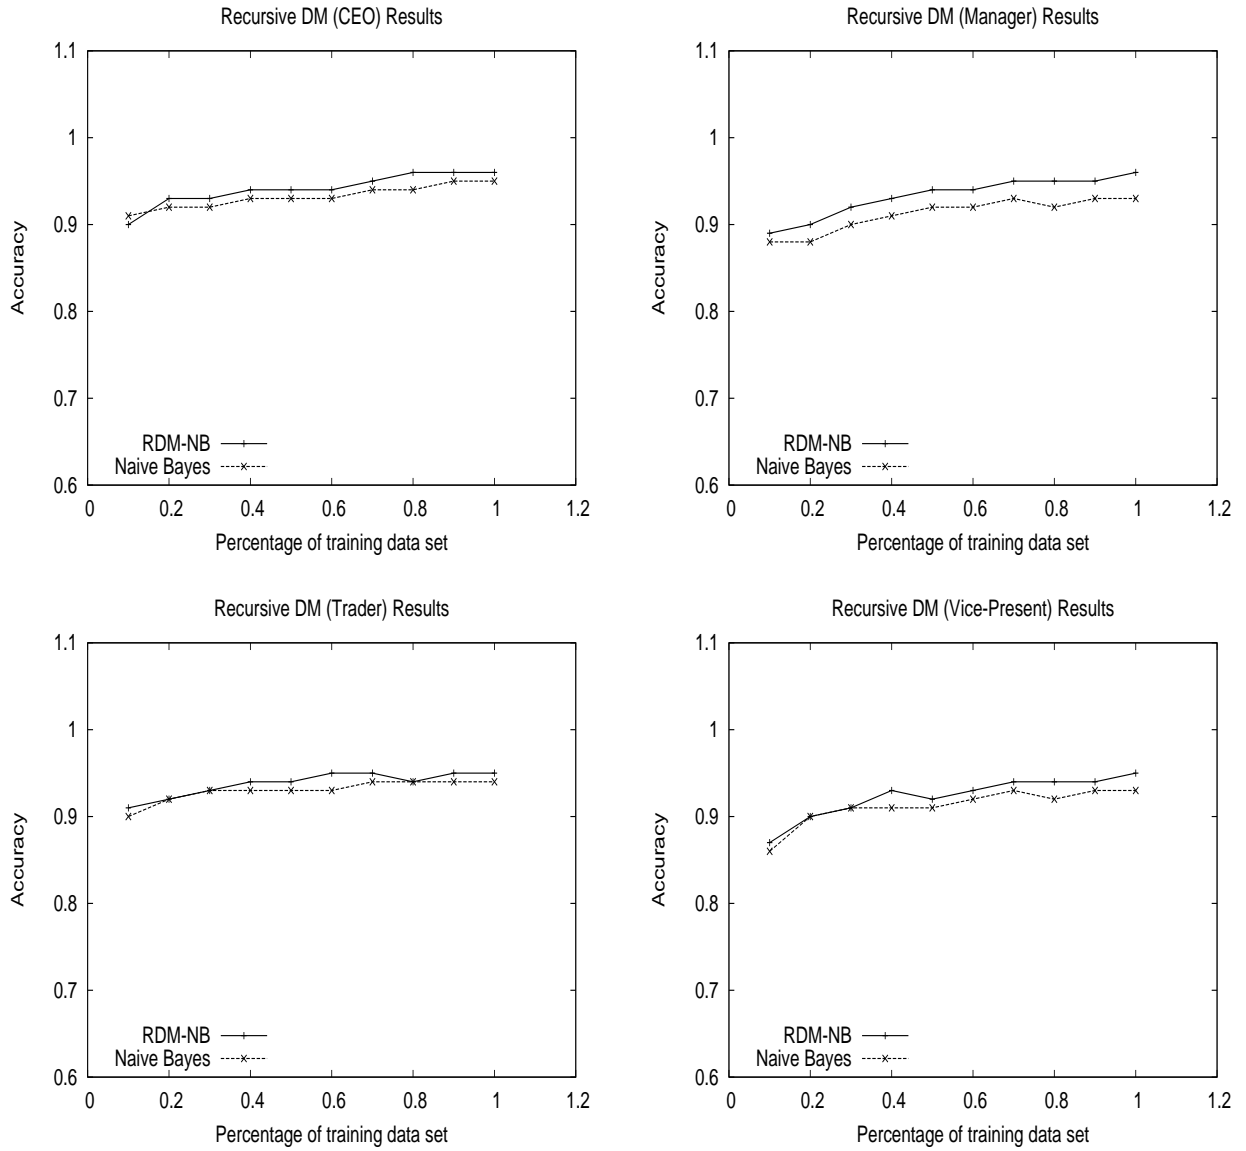 Recursive DM (CEO) Results
1.1
1
0.9
0.8
0.7
0.6
Accuracy
RDM-NB
Naive Bayes
0 0.2 0.4 0.6 0.8 1 1.2
Percentage of training data set
Recursive DM (Manager) Results
1.1
1
0.9
0.8
0.7
0.6
Accuracy
RDM-NB
Naive Bayes
0 0.2 0.4 0.6 0.8 1 1.2
Percentage of training data set
Recursive DM (Trader) Results
1.1
1
0.9
0.8
0.7
0.6
Accuracy
RDM-NB
Naive Bayes
0 0.2 0.4 0.6 0.8 1 1.2
Percentage of training data set
Recursive DM (Vice-Present) Results
1.1
1
0.9
0.8
0.7
0.6
Accuracy
RDM-NB
Naive Bayes
0 0.2 0.4 0.6 0.8 1 1.2
Percentage of training data set